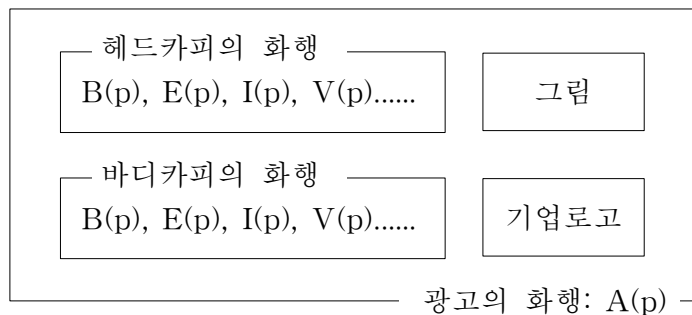 헤드카피의 화행
B(p), E(p), I(p), V(p)......
그림
바디카피의 화행
B(p), E(p), I(p), V(p)......
기업로고
광고의 화행: A(p)